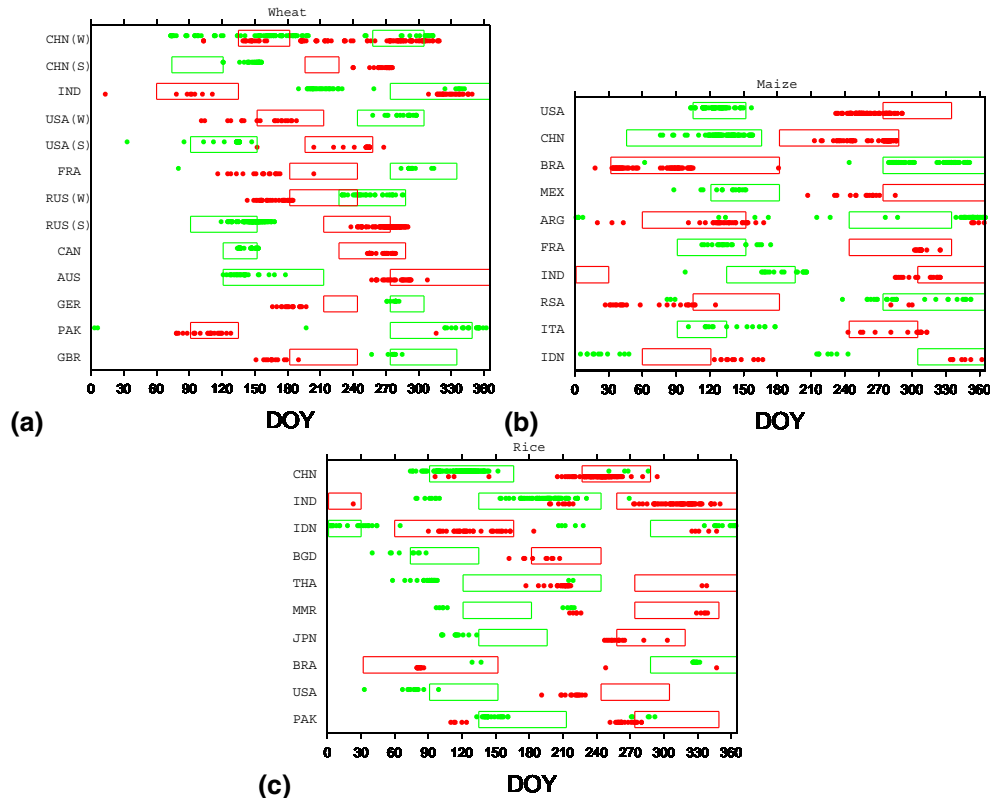 Wheat
CHN(W)
CHN(S)
IND
USA(W)
USA(S)
FRA
RUS(W)
RUS(S)
CAN
AUS
GER
PAK
GBR
0 30 60 90 120 150 180 210 240 270 300 330 360
DOY
(a)
Maize
USA
CHN
BRA
MEX
ARG
FRA
IND
RSA
ITA
IDN
0 30 60 90 120 150 180 210 240 270 300 330 360
DOY
(b)
Rice
CHN
IND
IDN
BGD
THA
MMR
JPN
BRA
USA
PAK
0 30 60 90 120 150 180 210 240 270 300 330 360
DOY
(c)